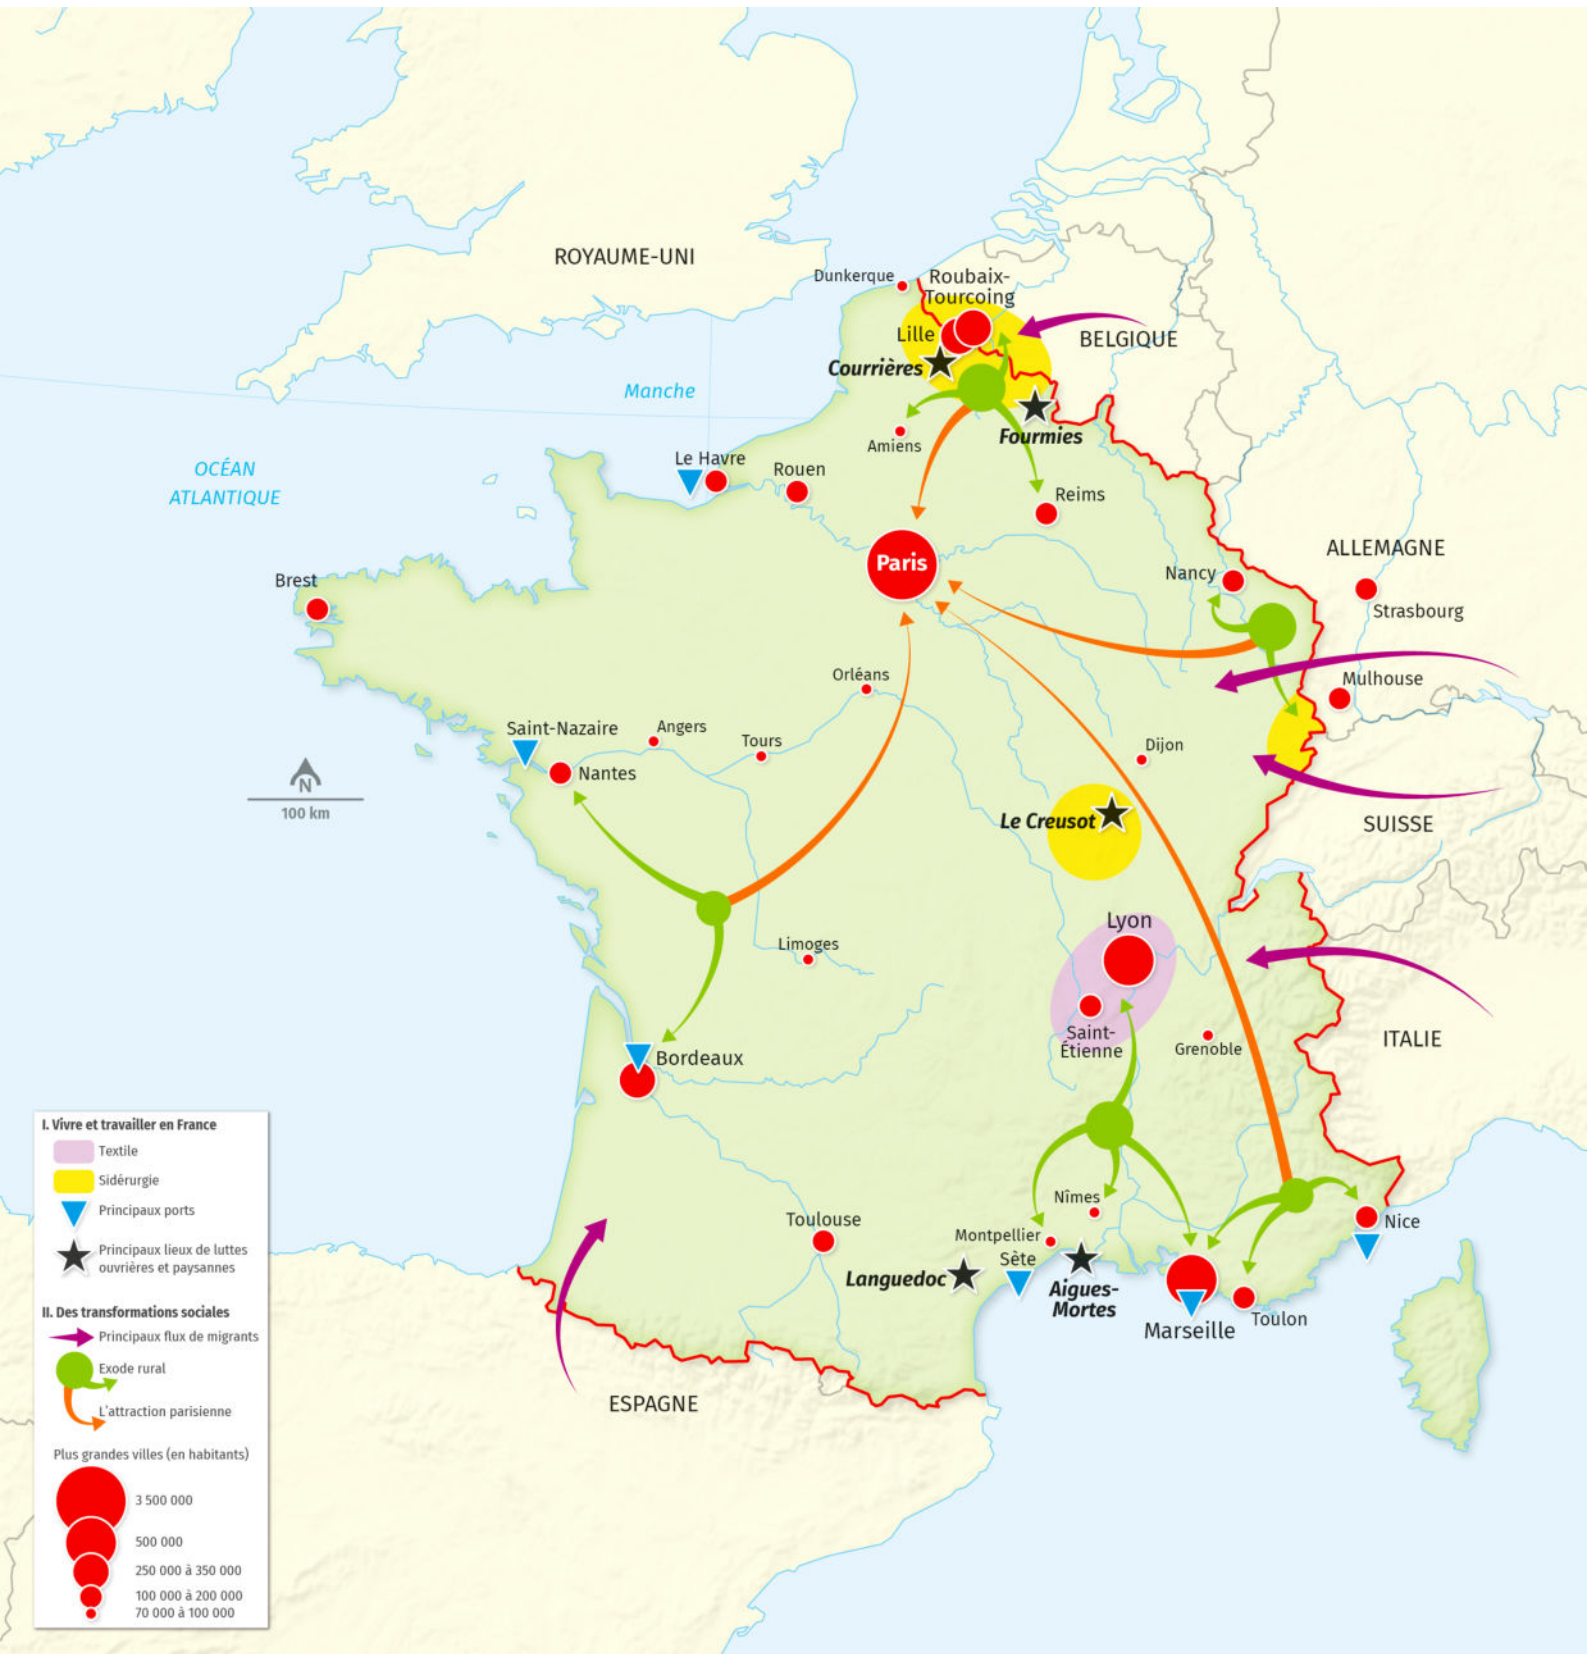 ROYAUME-UNI
Dunkerque
Roubaix-
Tourcoing
Lille
BELGIQUE
Courrières
Manche
Fourmies
Amiens
OCÉAN
ATLANTIQUE
Le Havre
Rouen
Reims
ALLEMAGNE
Paris
Nancy
Brest
Strasbourg
Orléans
Mulhouse
Saint-Nazaire
Angers
Tours
Dijon
Nantes
N
100 km
Le Creusot
SUISSE
Lyon
Limoges
Saint-
Étienne
Grenoble
ITALIE
Bordeaux
Nîmes
Toulouse
Montpellier
Nice
Sète
Languedoc
Aigues-
Mortes
Marseille
Toulon
ESPAGNE
I. Vivre et travailler en France
Textile
Sidérurgie
Principaux ports
Principaux lieux de luttes
ouvrières et paysannes
II. Des transformations sociales
Principaux flux de migrants
Exode rural
L'attraction parisienne
Plus grandes villes (en habitants)
3 500 000
500 000
250 000 à 350 000
100 000 à 200 000
70 000 à 100 000